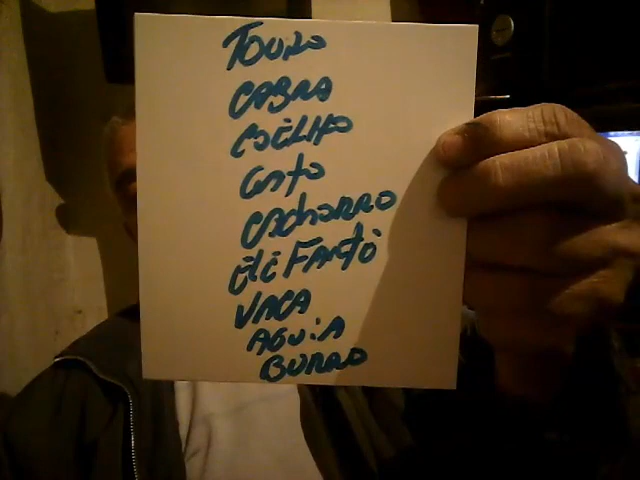 TOURO
CABRA
COELHO
GATO
CACHORRO
ELEFANTE
VACA
AGUIA
BURRO